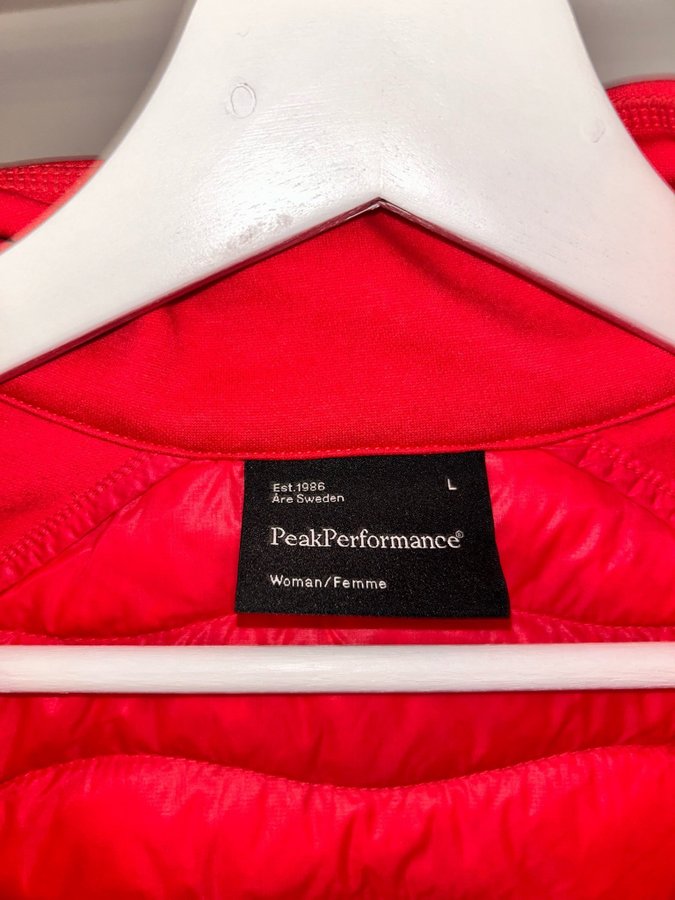 Est.1986 L
Åre Sweden
PeakPerformance®
Woman/Femme